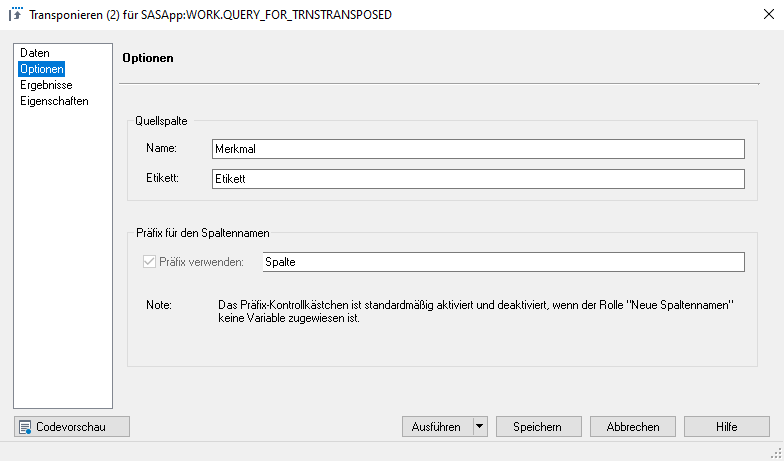 Transponieren (2) für SASApp:WORK.QUERY_FOR_TRNSTRANSPOSED
Daten
Optionen
Ergebnisse
Eigenschaften
Optionen
Quellspalte
Name: Merkmal
Etikett: Etikett
Präfix für den Spaltennamen
Präfix verwenden: Spalte
Note: Das Präfix-Kontrollkästchen ist standardmäßig aktiviert und deaktiviert, wenn der Rolle "Neue Spaltennamen"
keine Variable zugewiesen ist.
Codevorschau Ausführen Speichern Abbrechen Hilfe